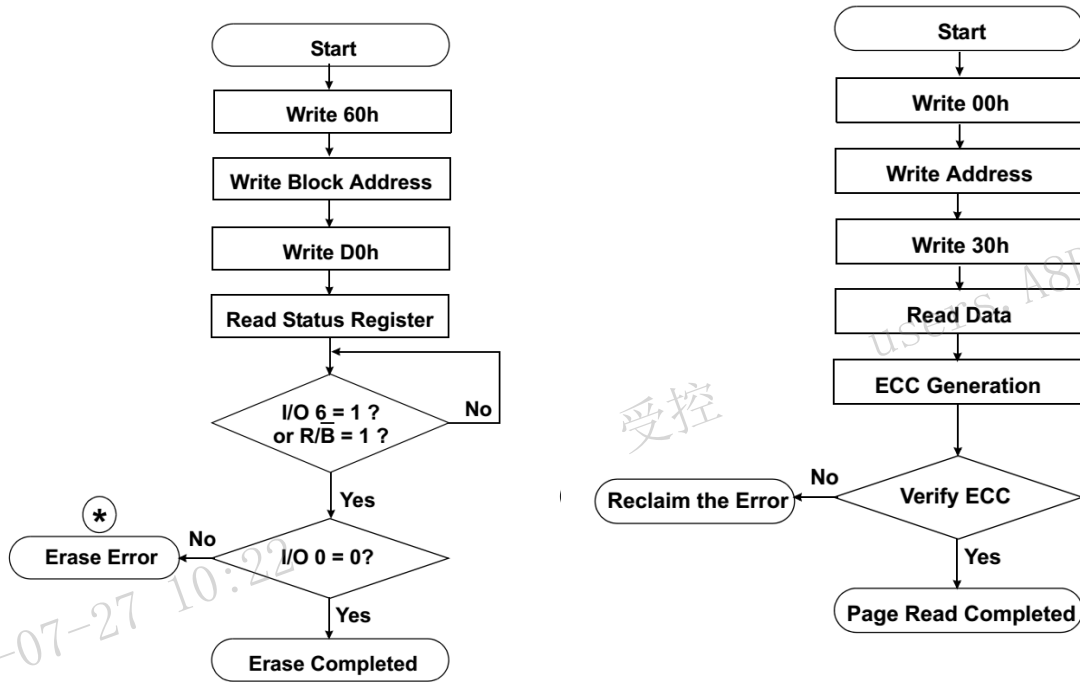 Start
Write 60h
Write Block Address
Write D0h
Read Status Register
I/O 6 = 1 ?
or R/B̅ = 1 ?
No
Yes
*
Erase Error
No
I/O 0 = 0?
Yes
Erase Completed
Start
Write 00h
Write Address
Write 30h
Read Data
ECC Generation
Verify ECC
No
Reclaim the Error
Yes
Page Read Completed
-07-27 10:22
受控
users.A8